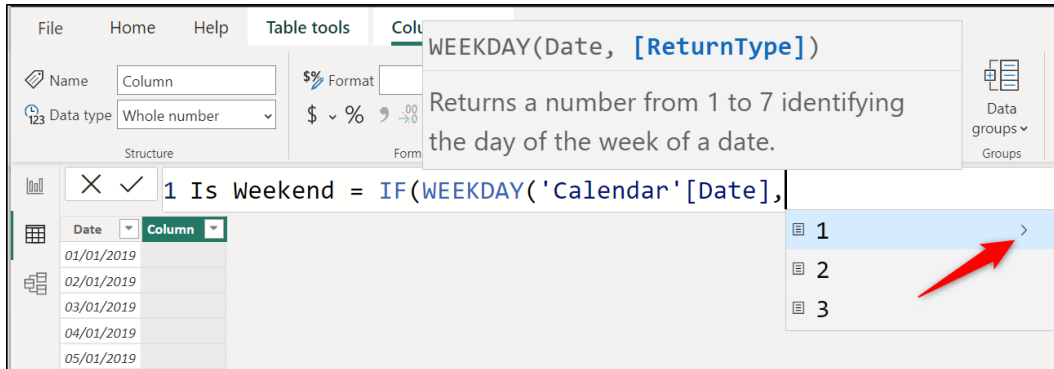 File Home Help Table tools Colu
WEEKDAY(Date, [ReturnType])
Returns a number from 1 to 7 identifying
the day of the week of a date.
Name Column
$% Format
Data type Whole number
$ % 9 .00 →.0
Structure
Form
Data
groups
Groups
1 Is Weekend = IF(WEEKDAY('Calendar'[Date],
1
2
3
Date Column
01/01/2019
02/01/2019
03/01/2019
04/01/2019
05/01/2019